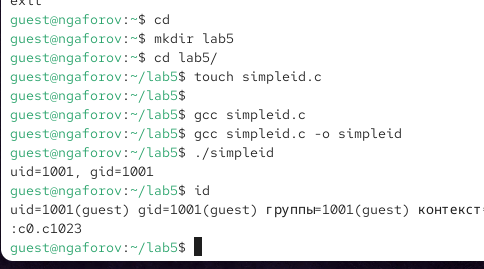 exit
guest@ngaforov:~$ cd
guest@ngaforov:~$ mkdir lab5
guest@ngaforov:~$ cd lab5/
guest@ngaforov:~/lab5$ touch simpleid.c
guest@ngaforov:~/lab5$
guest@ngaforov:~/lab5$ gcc simpleid.c
guest@ngaforov:~/lab5$ gcc simpleid.c -o simpleid
guest@ngaforov:~/lab5$ ./simpleid
uid=1001, gid=1001
guest@ngaforov:~/lab5$ id
uid=1001(guest) gid=1001(guest) группы=1001(guest) контекст=
:c0.c1023
guest@ngaforov:~/lab5$